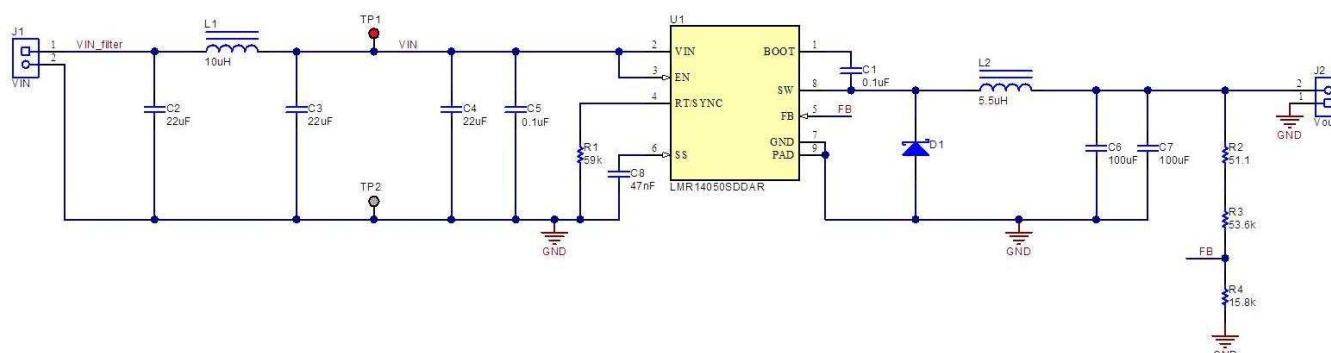 J1
1
2
VIN
VIN_filter
L1
10uH
C2
22uF
C3
22uF
TP1
TP2
VIN
C4
22uF
C5
0.1uF
R1
59k
C8
47nF
GND
U1
2
VIN
3
EN
4
RT/SYNC
6
SS
BOOT
1
SW
8
FB
5
GND
7
PAD
9
LMR14050SDDAR
C1
0.1uF
FB
D1
L2
5.5uH
C6
100uF
C7
100uF
GND
R2
51.1
R3
53.6k
FB
R4
15.8k
GND
J2
2
1
GND
Vou